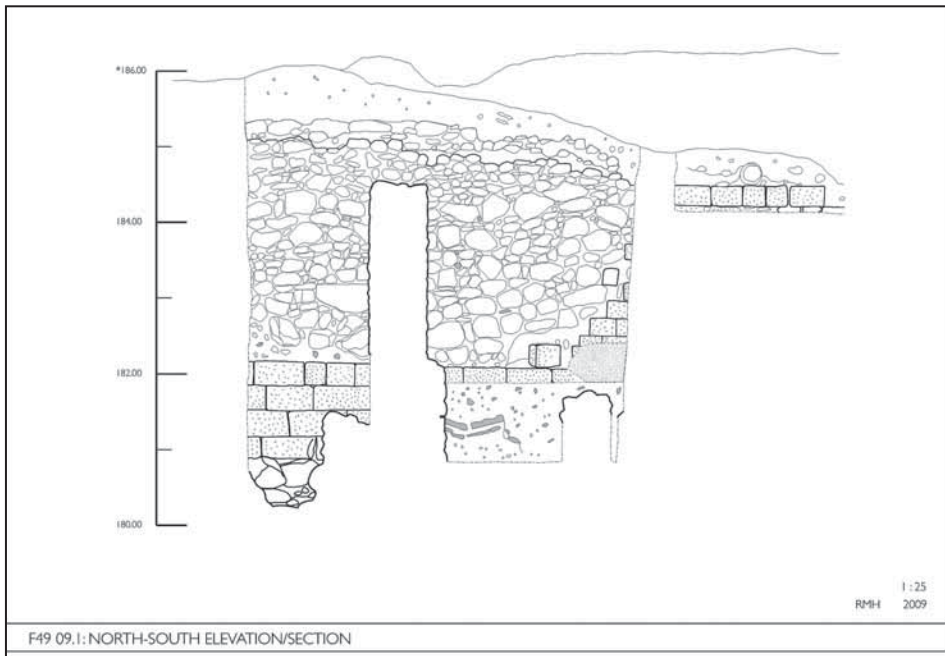 *186.00
184.00
182.00
180.00
1:25
RMH 2009
F49 09.1: NORTH-SOUTH ELEVATION/SECTION